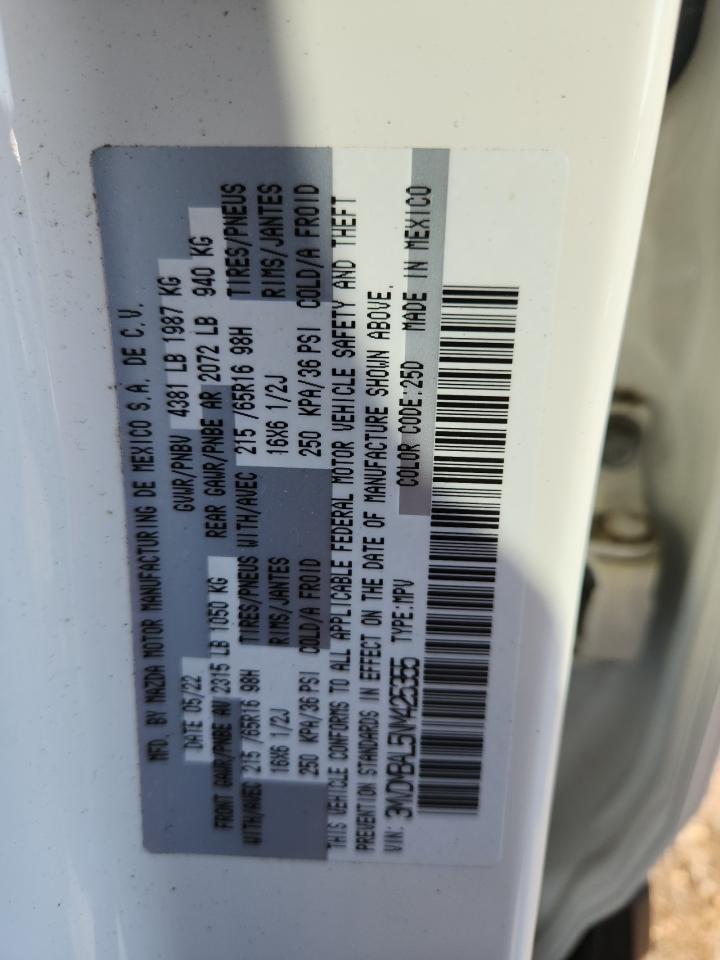 MFD. BY MAZDA MOTOR MANUFACTURING DE MEXICO S.A. DE C.V.
DATE 05/22 GVWR/PNBV 4381 LB 1987 KG
FRONT GAWR/PNBE AV 2315 LB 1050 KG REAR GAWR/PNBE AR 2072 LB 940 KG
WITH/AVEC 215 /65R16 98H TIRES/PNEUS WITH/AVEC 215 /65R16 98H TIRES/PNEUS
16X6 1/2J RIMS/JANTES 16X6 1/2J RIMS/JANTES
250 KPA/36 PSI COLD/A FROID 250 KPA/36 PSI COLD/A FROID
THIS VEHICLE CONFORMS TO ALL APPLICABLE FEDERAL MOTOR VEHICLE SAFETY AND THEFT
PREVENTION STANDARDS IN EFFECT ON THE DATE OF MANUFACTURE SHOWN ABOVE.
VIN: 3MVDMBAL5NM425355 TYPE:MPV COLOR CODE:25D MADE IN MEXICO